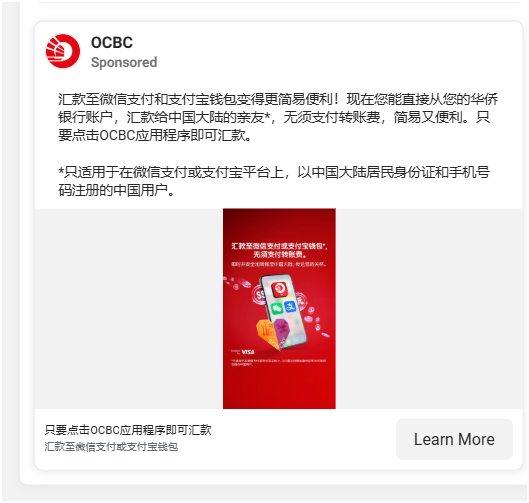 OCBC
Sponsored
汇款至微信支付和支付宝钱包变得更简易便利！现在您能直接从您的华侨
银行账户，汇款给中国大陆的亲友*，无须支付转账费，简易又便利。只
要点击OCBC应用程序即可汇款。
*只适用于在微信支付或支付宝平台上，以中国大陆居民身份证和手机号
码注册的中国用户。
汇款至微信支付或支付宝钱包*，
无须支付转账费。
VISA
只要点击OCBC应用程序即可汇款
汇款至微信支付或支付宝钱包
Learn More